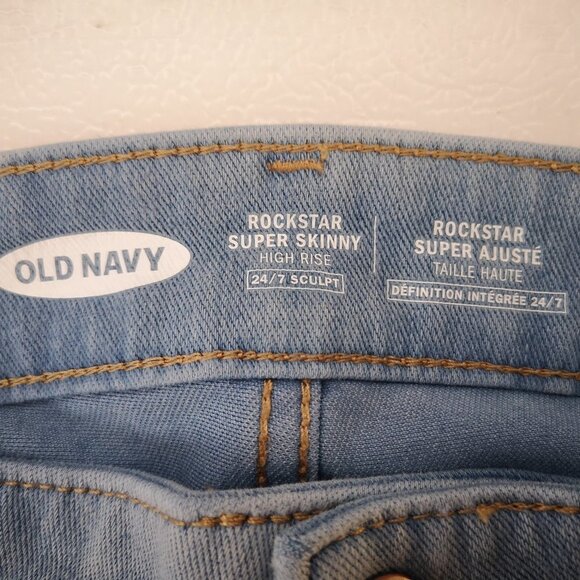 OLD NAVY
ROCKSTAR
SUPER SKINNY
HIGH RISE
24/7 SCULPT
ROCKSTAR
SUPER AJUSTÉ
TAILLE HAUTE
DÉFINITION INTÉGRÉE 24/7